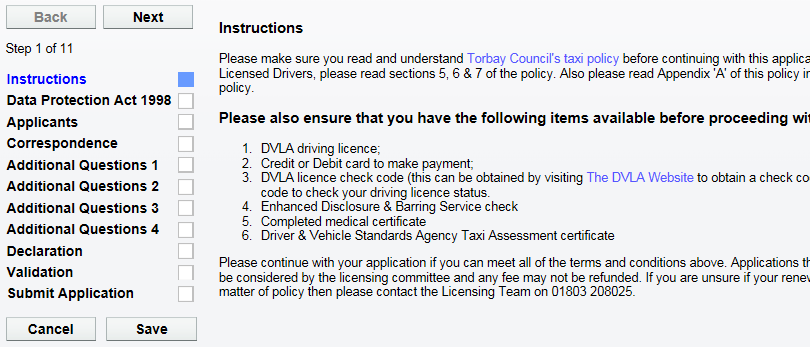 Back
Next
Step 1 of 11
Instructions
Data Protection Act 1998
Applicants
Correspondence
Additional Questions 1
Additional Questions 2
Additional Questions 3
Additional Questions 4
Declaration
Validation
Submit Application
Cancel
Save
Instructions
Please make sure you read and understand Torbay Council's taxi policy before continuing with this applica
Licensed Drivers, please read sections 5, 6 & 7 of the policy. Also please read Appendix 'A' of this policy in
policy.
Please also ensure that you have the following items available before proceeding wit
1. DVLA driving licence;
2. Credit or Debit card to make payment;
3. DVLA licence check code (this can be obtained by visiting The DVLA Website to obtain a check co
code to check your driving licence status.
4. Enhanced Disclosure & Barring Service check
5. Completed medical certificate
6. Driver & Vehicle Standards Agency Taxi Assessment certificate
Please continue with your application if you can meet all of the terms and conditions above. Applications th
be considered by the licensing committee and any fee may not be refunded. If you are unsure if your renew
matter of policy then please contact the Licensing Team on 01803 208025.